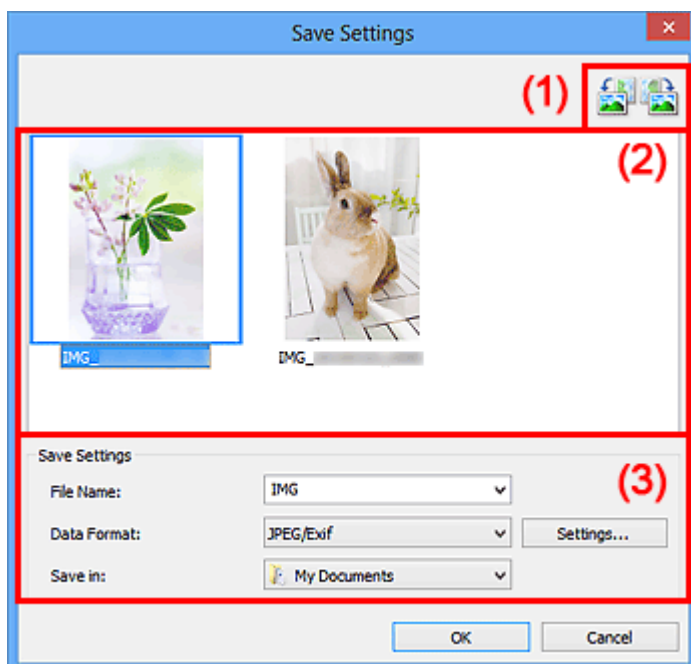 Save Settings
(1)
(2)
IMG_
IMG_
Save Settings
(3)
File Name:
IMG
Data Format:
JPEG/Exif
Settings...
Save in:
My Documents
OK
Cancel